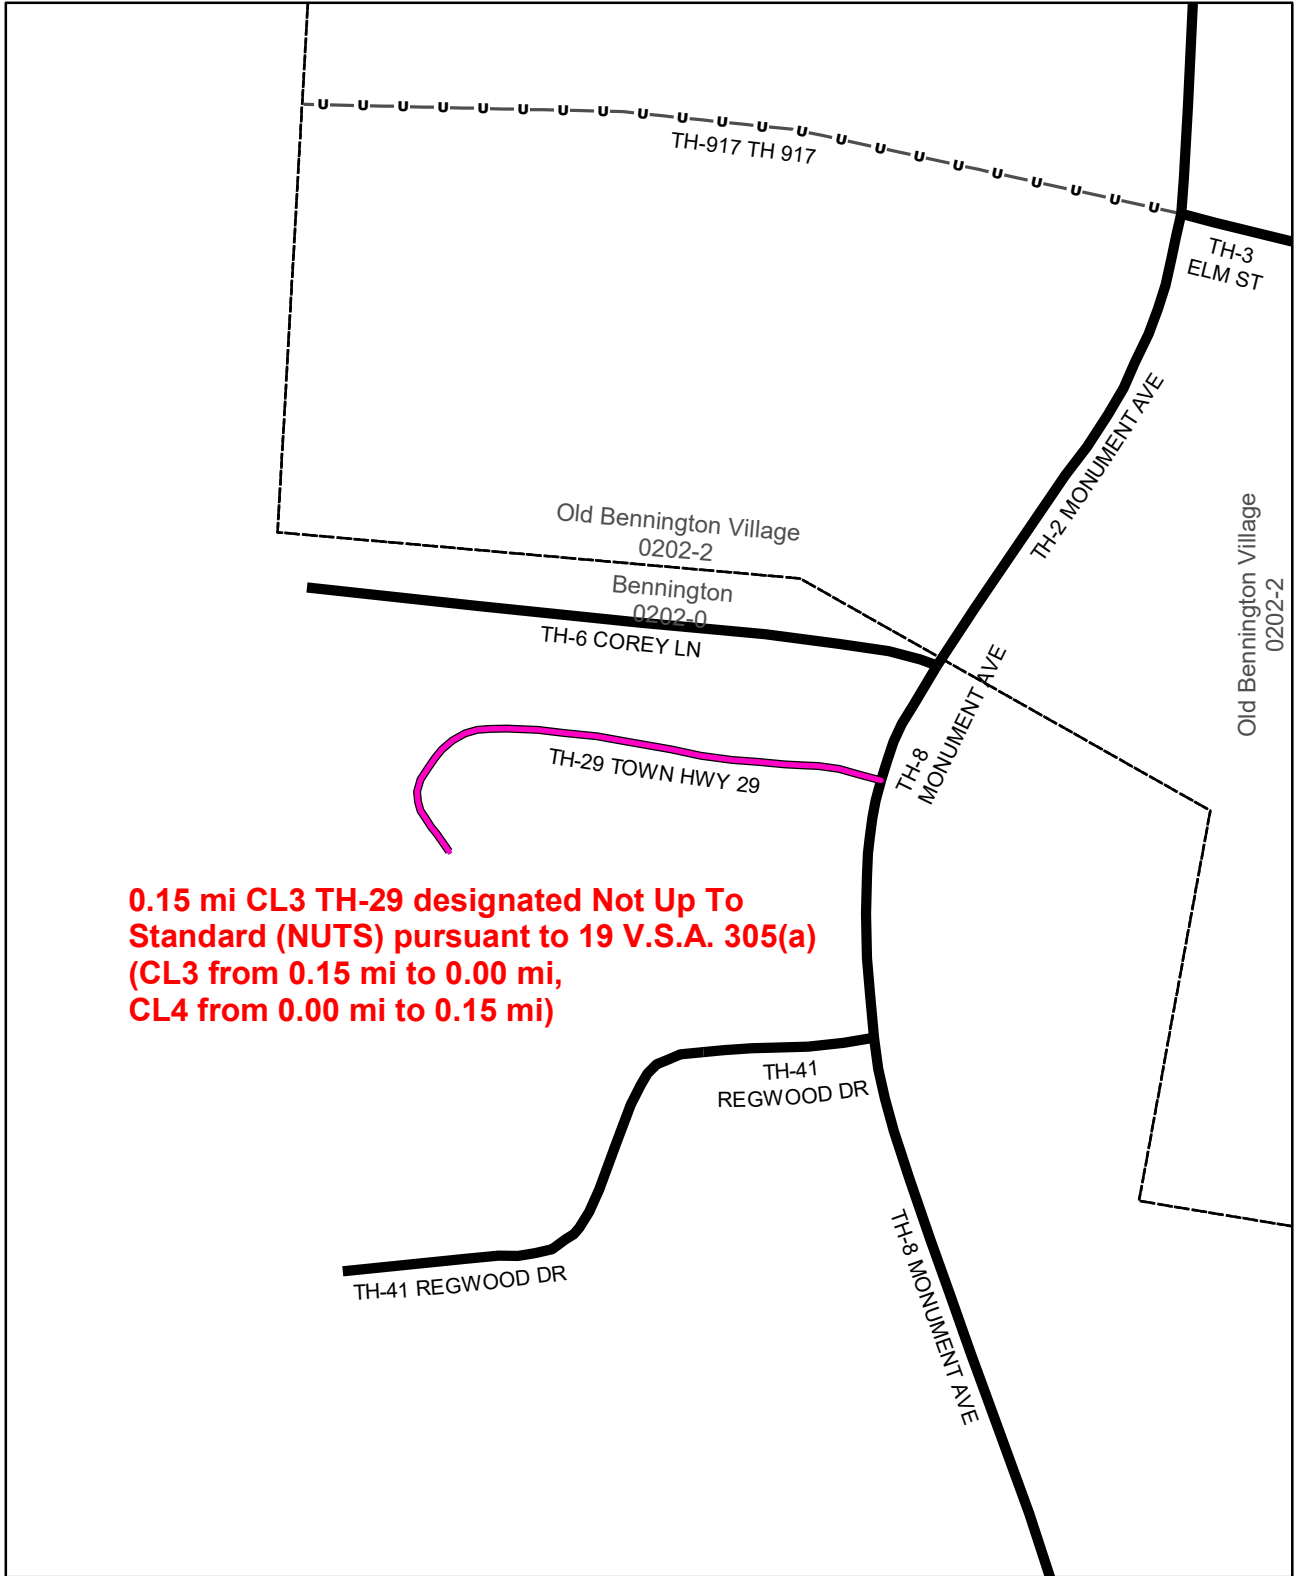 U U U U U U U U U U U U U U U U U U U U U U
TH-917 TH 917
TH-3
ELM ST
TH-2 MONUMENT AVE
Old Bennington Village
0202-2
Old Bennington Village
0202-2
Bennington
0202-0
TH-6 COREY LN
TH-8
MONUMENT AVE
TH-29 TOWN HWY 29
0.15 mi CL3 TH-29 designated Not Up To
Standard (NUTS) pursuant to 19 V.S.A. 305(a)
(CL3 from 0.15 mi to 0.00 mi,
CL4 from 0.00 mi to 0.15 mi)
TH-41
REGWOOD DR
TH-8 MONUMENT AVE
TH-41 REGWOOD DR